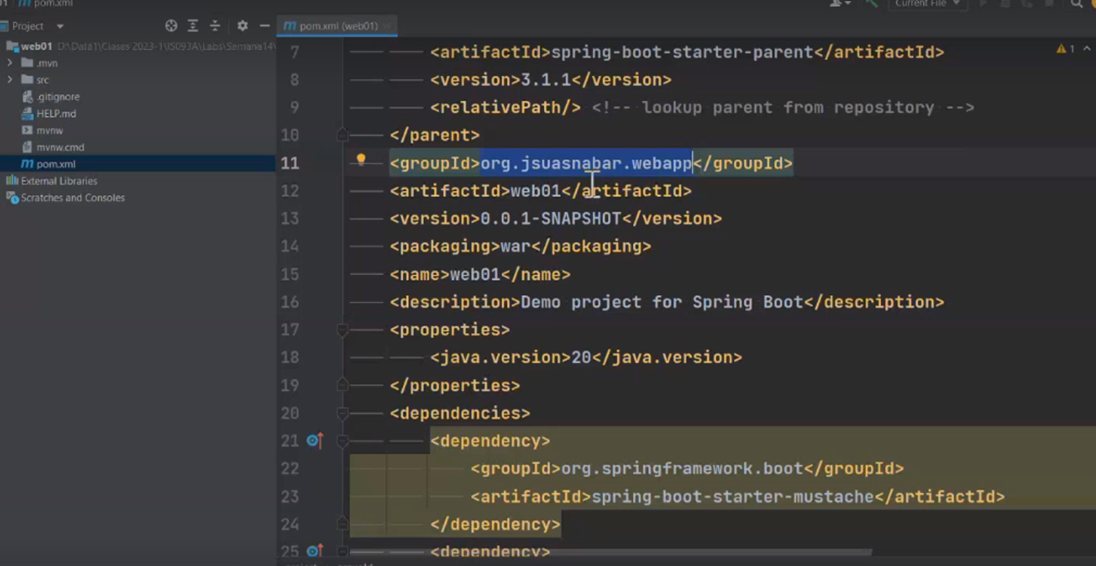 pom.xml
Current File
Project
pom.xml (web01)
web01 D:\Data1\Clases 2023-1\IS093A\Labs\Semana14\
.mvn
src
.gitignore
HELP.md
mvnw
mvnw.cmd
pom.xml
External Libraries
Scratches and Consoles
1
7 <artifactId>spring-boot-starter-parent</artifactId>
8 <version>3.1.1</version>
9 <relativePath/> <!-- lookup parent from repository -->
10 </parent>
11 <groupId>org.jsuasnabar.webapp</groupId>
12 <artifactId>web01</artifactId>
13 <version>0.0.1-SNAPSHOT</version>
14 <packaging>war</packaging>
15 <name>web01</name>
16 <description>Demo project for Spring Boot</description>
17 <properties>
18 <java.version>20</java.version>
19 </properties>
20 <dependencies>
21 <dependency>
22 <groupId>org.springframework.boot</groupId>
23 <artifactId>spring-boot-starter-mustache</artifactId>
24 </dependency>
25 <dependency>